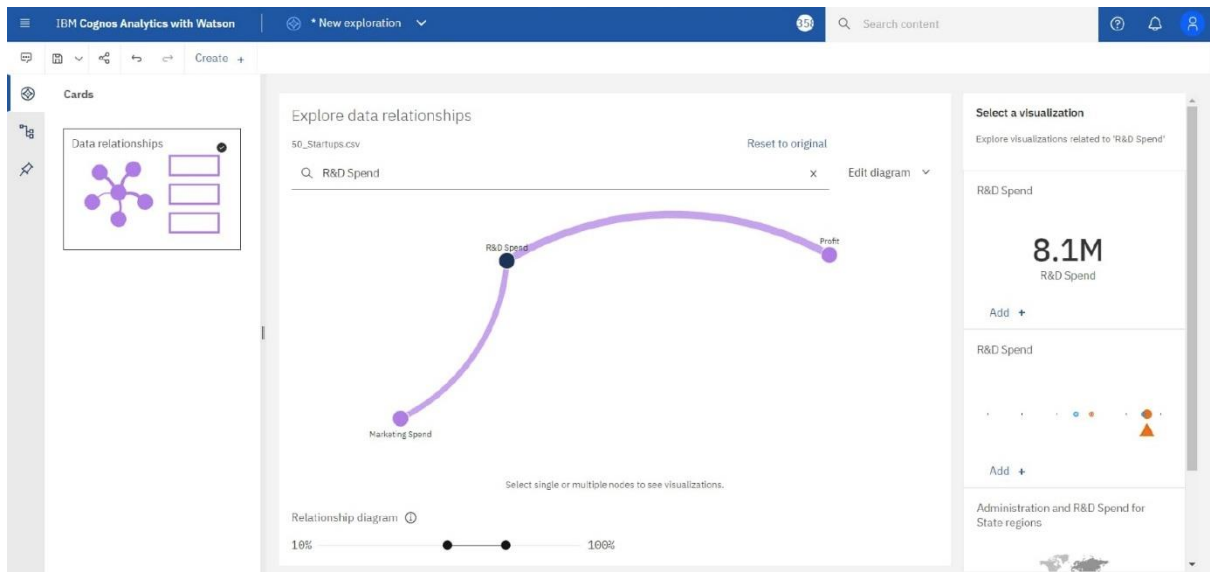 IBM Cognos Analytics with Watson
* New exploration
Search content
Create +
Cards
Data relationships
Explore data relationships
50_Startups.csv
Reset to original
R&D Spend
x
Edit diagram
R&D Spend
Profit
Marketing Spend
Select single or multiple nodes to see visualizations.
Relationship diagram
10%
100%
Select a visualization
Explore visualizations related to 'R&D Spend'
R&D Spend
8.1M
R&D Spend
Add +
R&D Spend
Add +
Administration and R&D Spend for
State regions